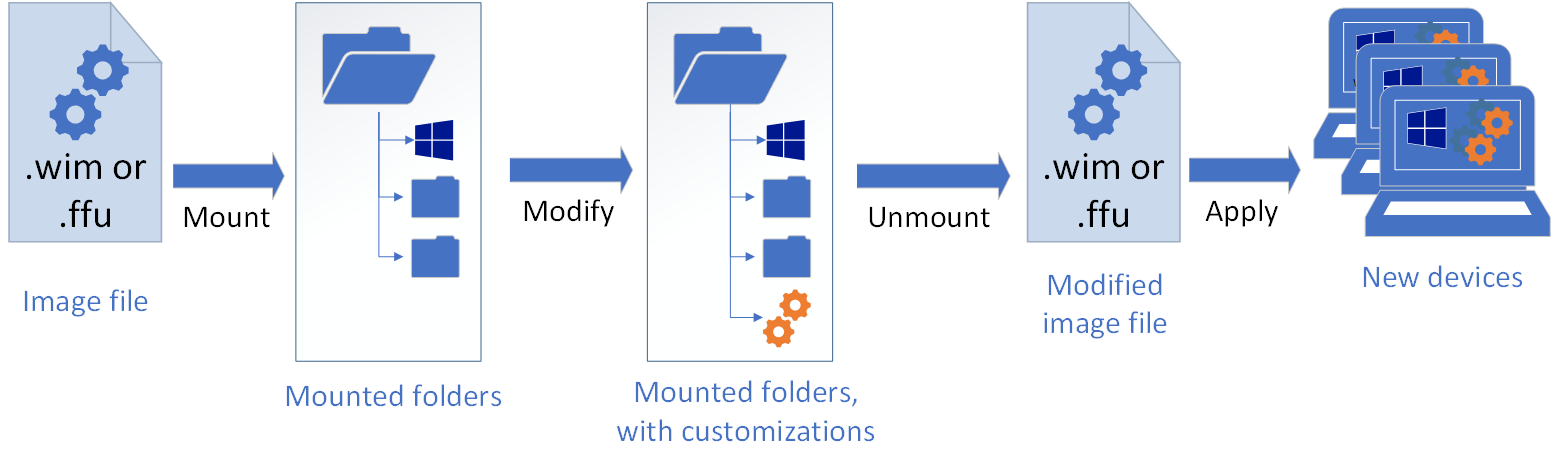 .wim or
.ffu
Image file
Mount
Mounted folders
Modify
Mounted folders,
with customizations
Unmount
.wim or
.ffu
Modified
image file
Apply
New devices